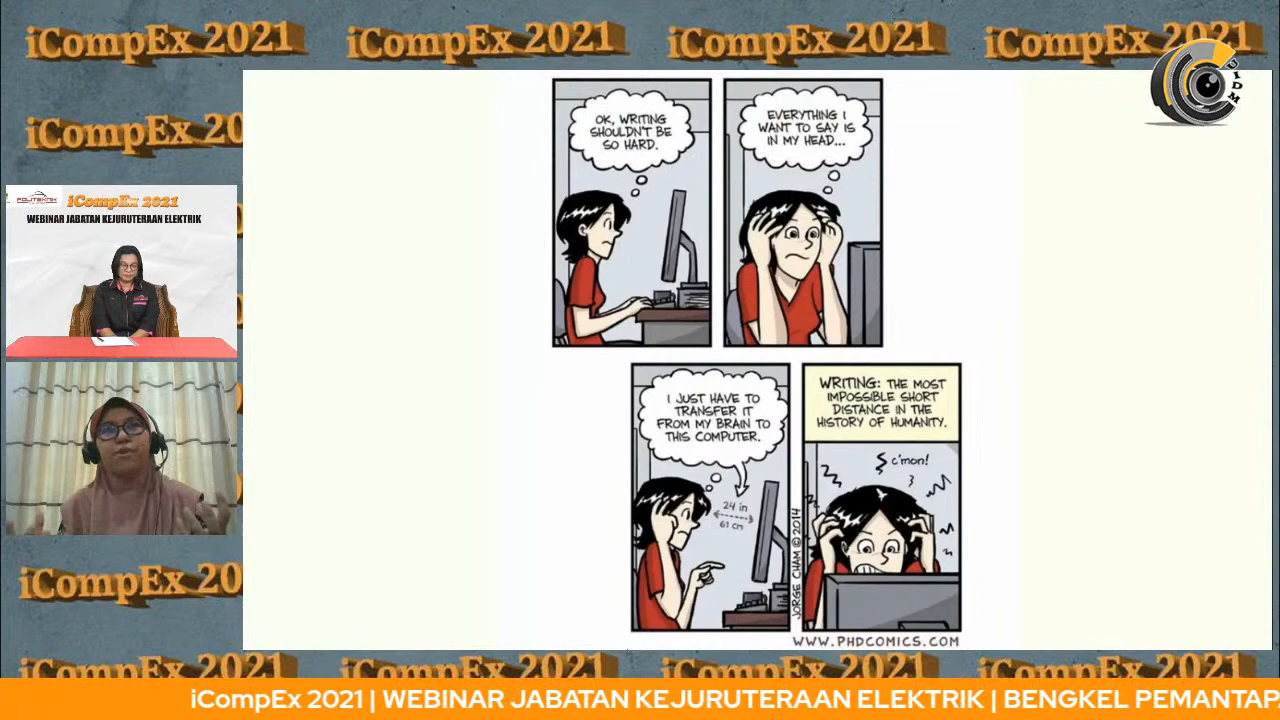 iCompEx 2021 iCompEx 2021 iCompEx 2021 iCompEx 2021
UIDM
iCompEx 20
POLITEKNIK
iCompEx 2021
WEBINAR JABATAN KEJURUTERAAN ELEKTRIK
OK, WRITING
SHOULDN'T BE
SO HARD.
EVERYTHING I
WANT TO SAY IS
IN MY HEAD...
I JUST HAVE TO
TRANSFER IT
FROM MY BRAIN TO
THIS COMPUTER.
24 in
61 cm
WRITING: THE MOST
IMPOSSIBLE SHORT
DISTANCE IN THE
HISTORY OF HUMANITY.
c'mon!
JORGE CHAM © 2014
WWW.PHDCOMICS.COM
iCompEx 20
iCompEx 2021 iCompEx 2021 iCompEx 2021 iCompEx 2021
iCompEx 2021 | WEBINAR JABATAN KEJURUTERAAN ELEKTRIK | BENGKEL PEMANTAPA